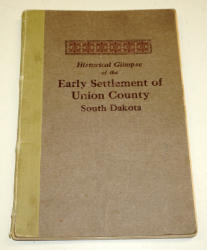 Historical Glimpse
of the
Early Settlement of
Union County
South Dakota